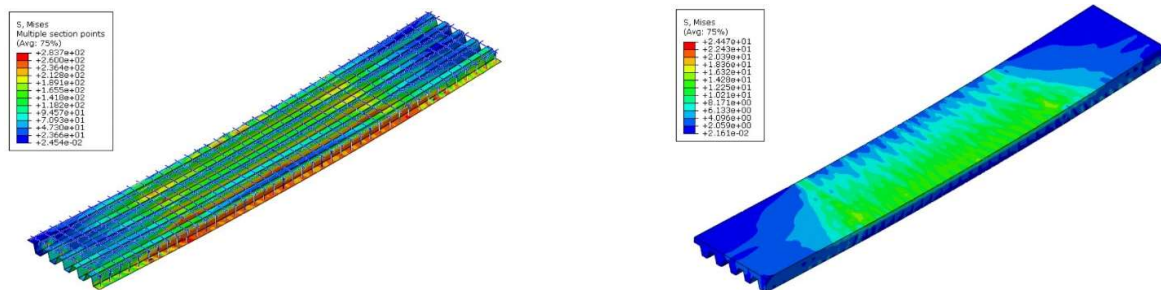 S, Mises
Multiple section points
(Avg: 75%)
+2.837e+02
+2.600e+02
+2.364e+02
+2.128e+02
+1.891e+02
+1.655e+02
+1.418e+02
+1.182e+02
+9.457e+01
+7.093e+01
+4.730e+01
+2.366e+01
+2.454e-02
S, Mises
(Avg: 75%)
+2.447e+01
+2.243e+01
+2.039e+01
+1.836e+01
+1.632e+01
+1.428e+01
+1.225e+01
+1.021e+01
+8.171e+00
+6.133e+00
+4.096e+00
+2.059e+00
+2.161e-02